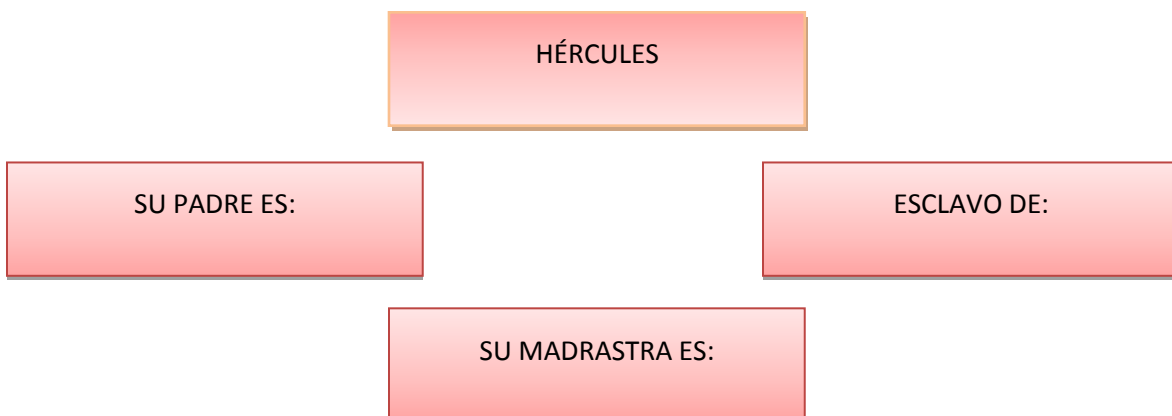 HÉRCULES
SU PADRE ES:
ESCLAVO DE:
SU MADRASTRA ES: